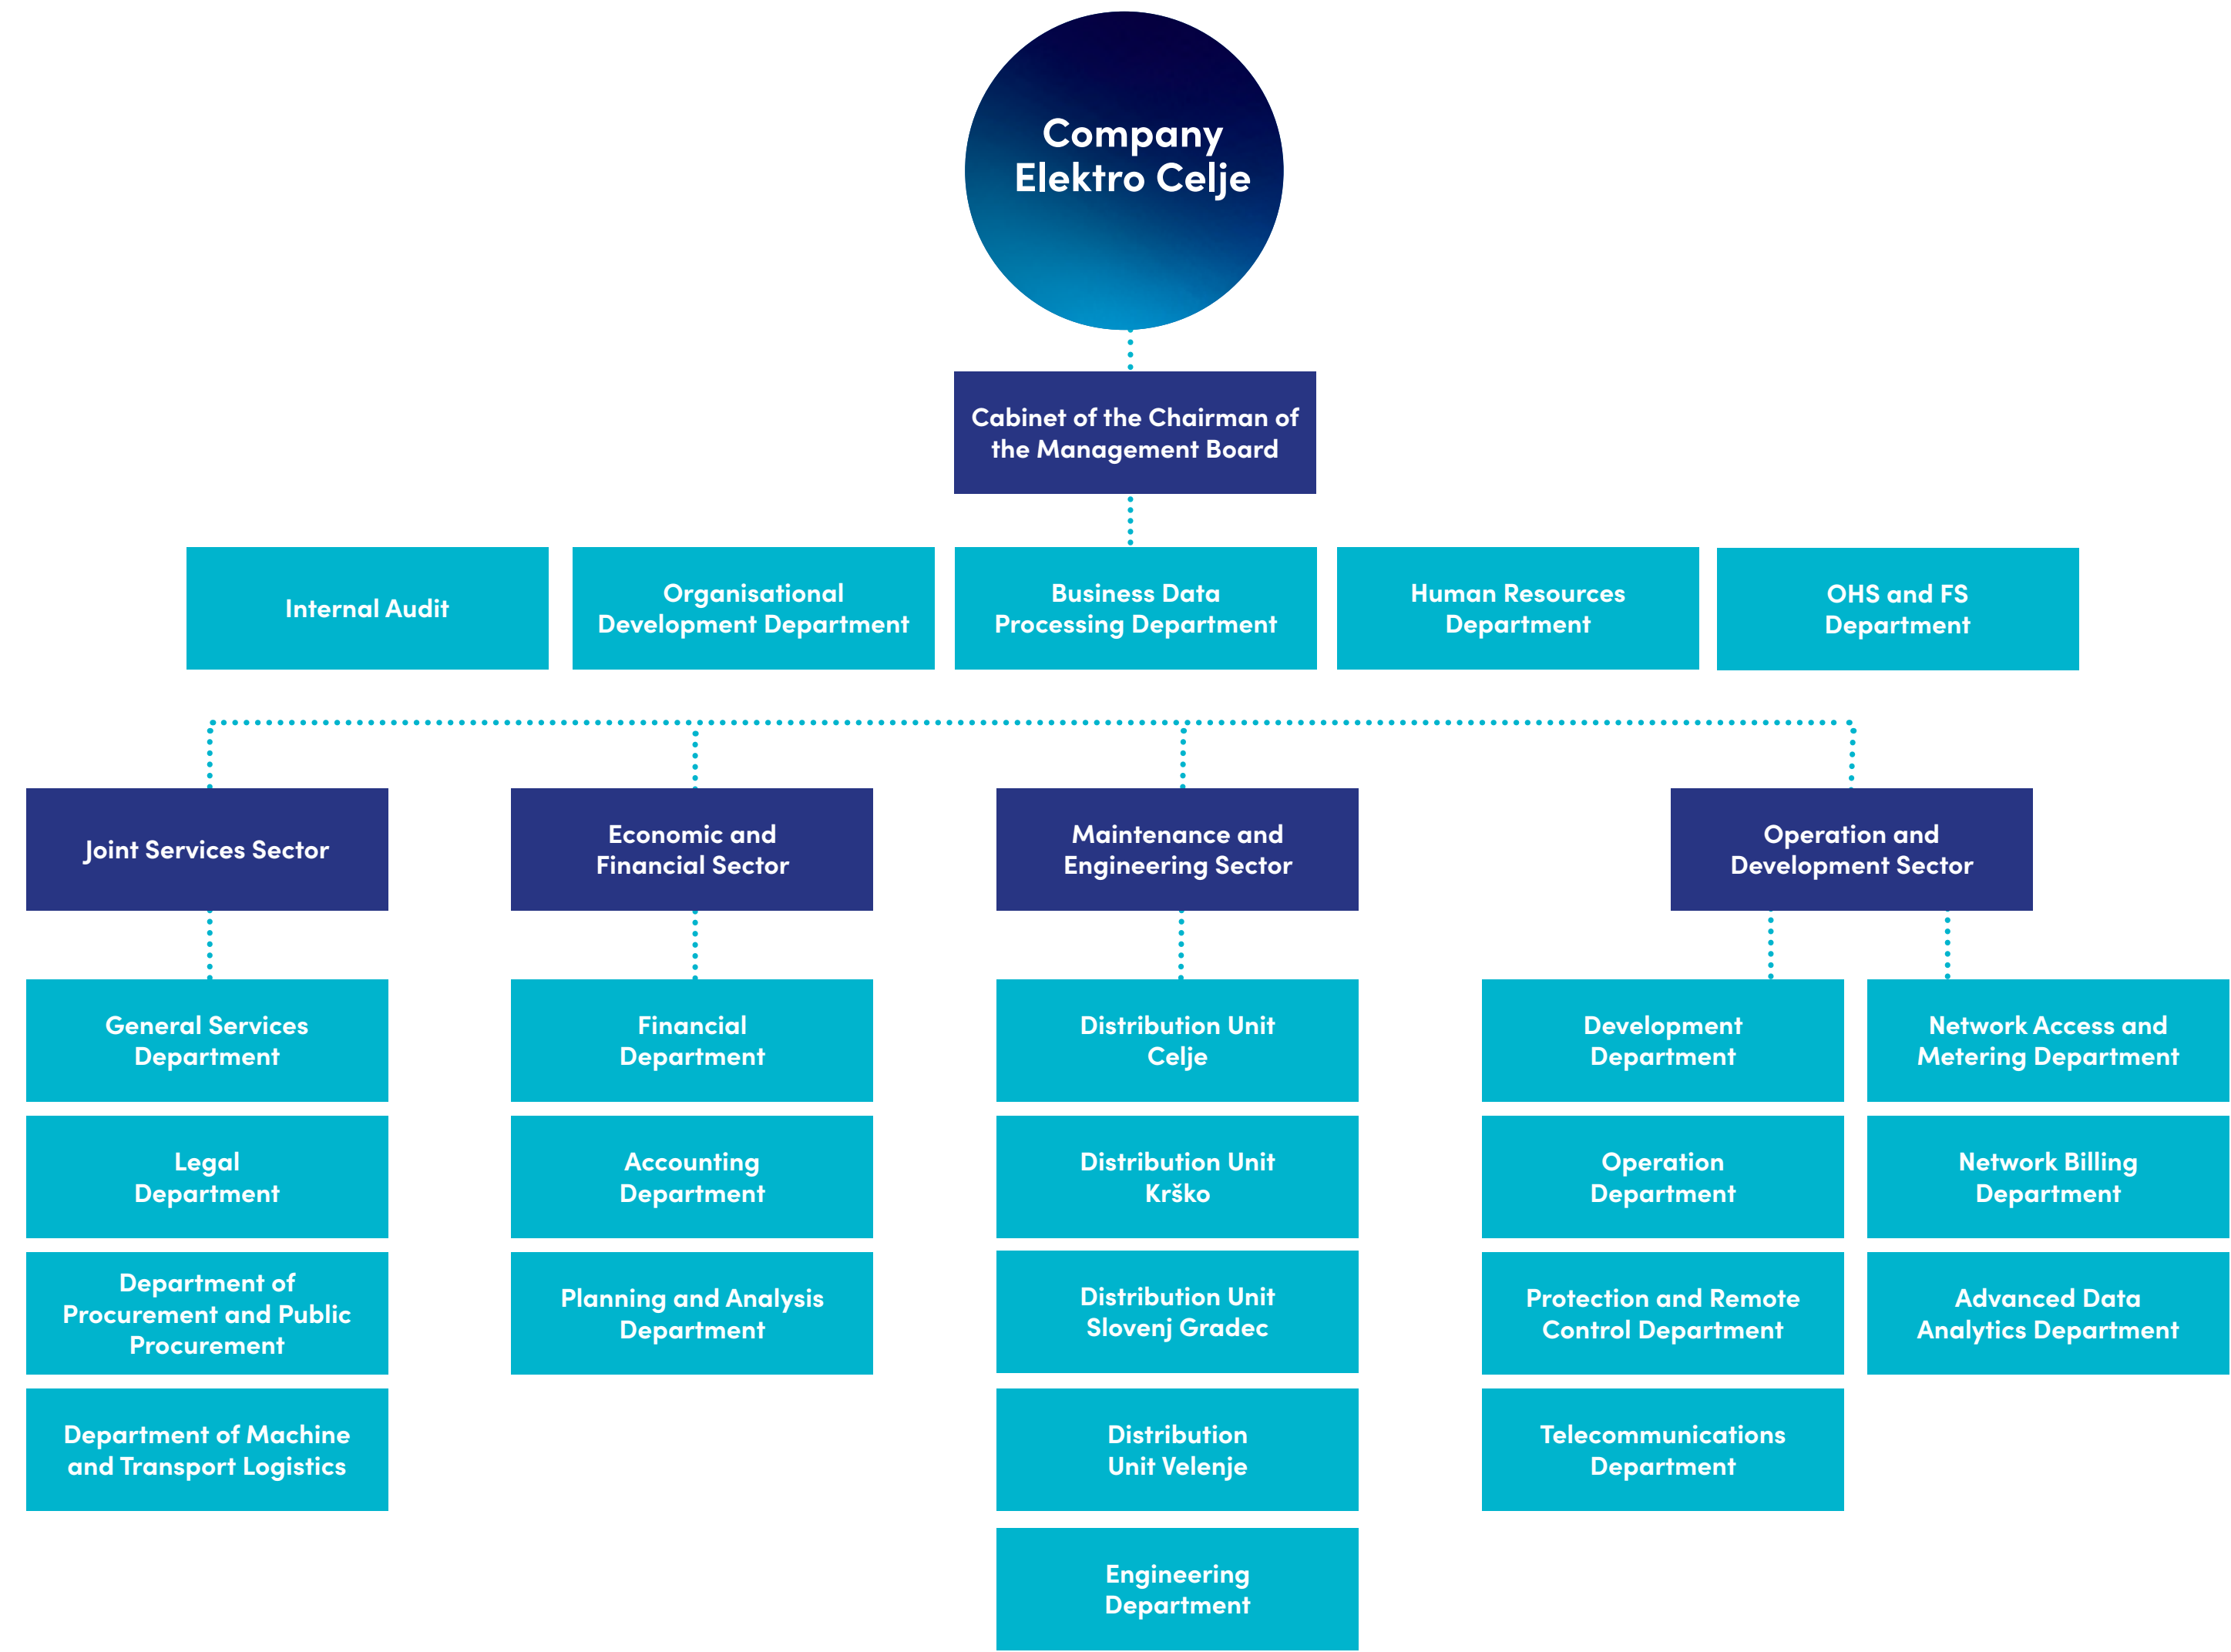 Company
Elektro Celje
Cabinet of the Chairman of
the Management Board
Internal Audit
Organisational
Development Department
Business Data
Processing Department
Human Resources
Department
OHS and FS
Department
Joint Services Sector
Economic and
Financial Sector
Maintenance and
Engineering Sector
Operation and
Development Sector
General Services
Department
Legal
Department
Department of
Procurement and Public
Procurement
Department of Machine
and Transport Logistics
Financial
Department
Accounting
Department
Planning and Analysis
Department
Distribution Unit
Celje
Distribution Unit
Krško
Distribution Unit
Slovenj Gradec
Distribution
Unit Velenje
Engineering
Department
Development
Department
Operation
Department
Protection and Remote
Control Department
Telecommunications
Department
Network Access and
Metering Department
Network Billing
Department
Advanced Data
Analytics Department